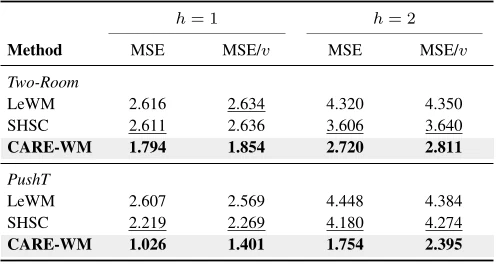 h = 1 h = 2
Method MSE MSE/v MSE MSE/v
Two-Room
LeWM 2.616 2.634 4.320 4.350
SHSC 2.611 2.636 3.606 3.640
CARE-WM 1.794 1.854 2.720 2.811
PushT
LeWM 2.607 2.569 4.448 4.384
SHSC 2.219 2.269 4.180 4.274
CARE-WM 1.026 1.401 1.754 2.395